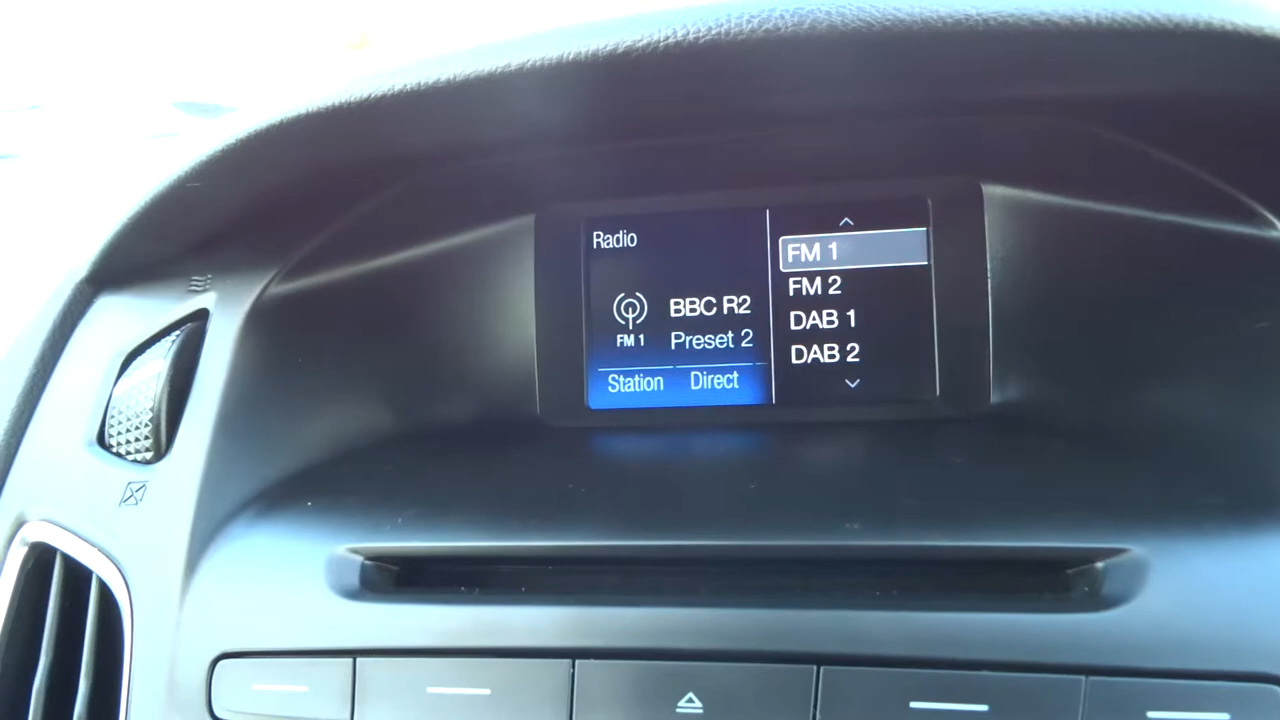 Radio
FM 1
BBC R2
Preset 2
Station
Direct
FM 1
FM 2
DAB 1
DAB 2